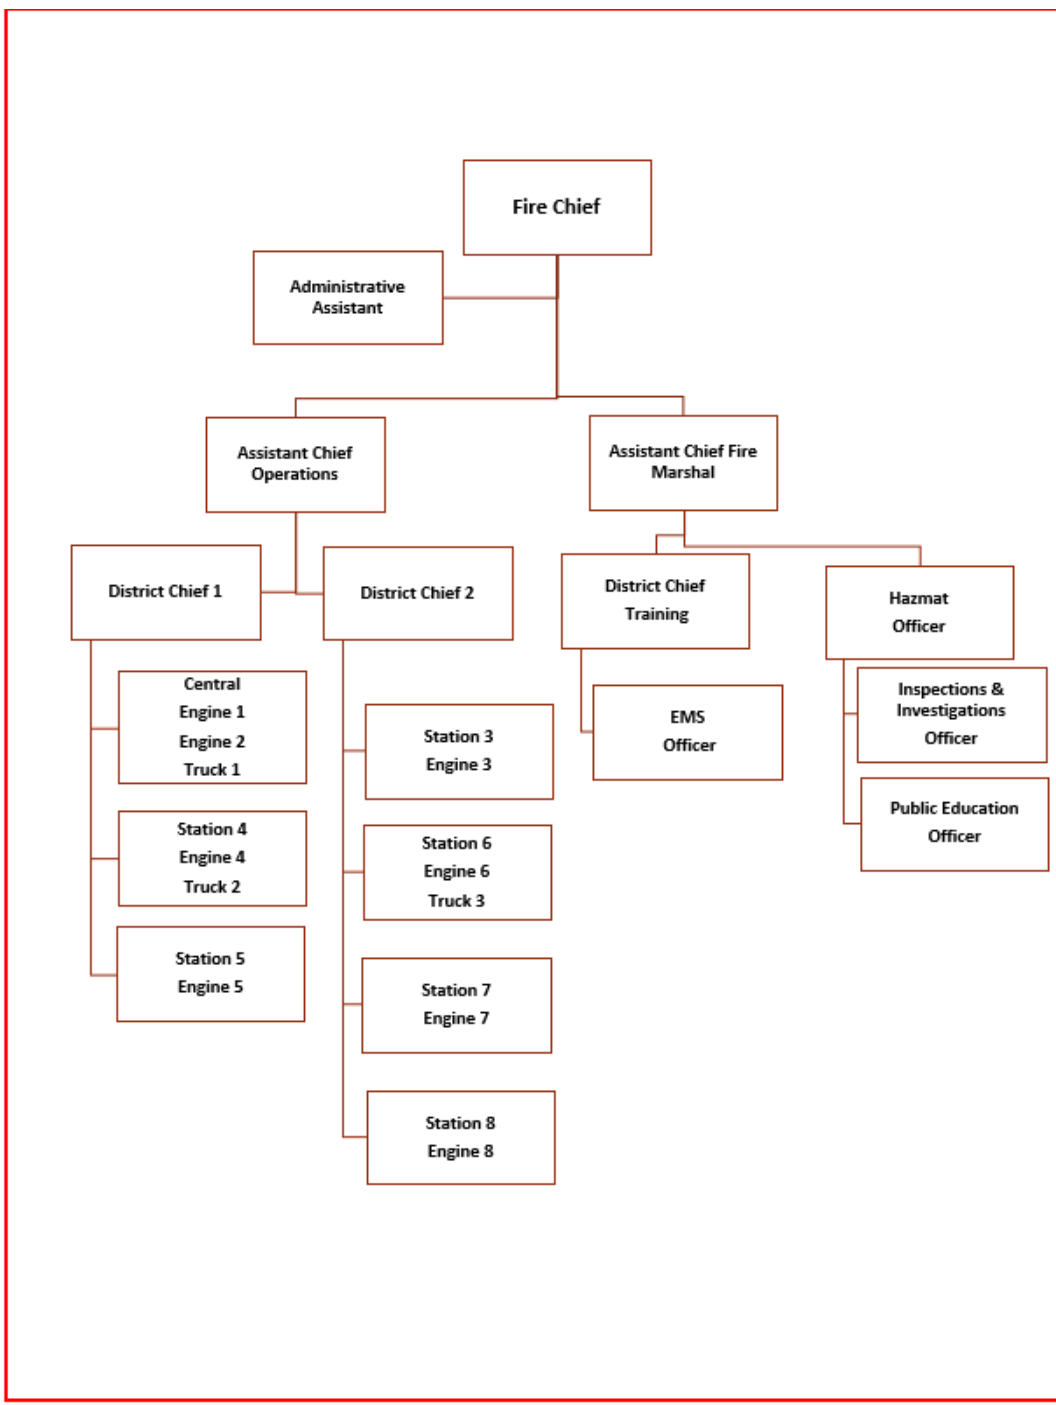 Fire Chief
Administrative
Assistant
Assistant Chief
Operations
Assistant Chief Fire
Marshal
District Chief 1
District Chief 2
District Chief
Training
Hazmat
Officer
Central
Engine 1
Engine 2
Truck 1
Station 4
Engine 4
Truck 2
Station 5
Engine 5
Station 3
Engine 3
Station 6
Engine 6
Truck 3
Station 7
Engine 7
Station 8
Engine 8
EMS
Officer
Inspections &
Investigations
Officer
Public Education
Officer